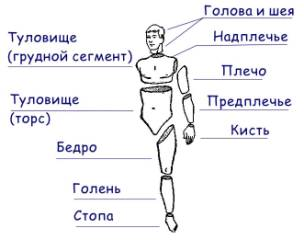 Голова и шея
Туловище
(грудной сегмент)
Надплечье
Плечо
Туловище
(торс)
Предплечье
Кисть
Бедро
Голень
Стопа